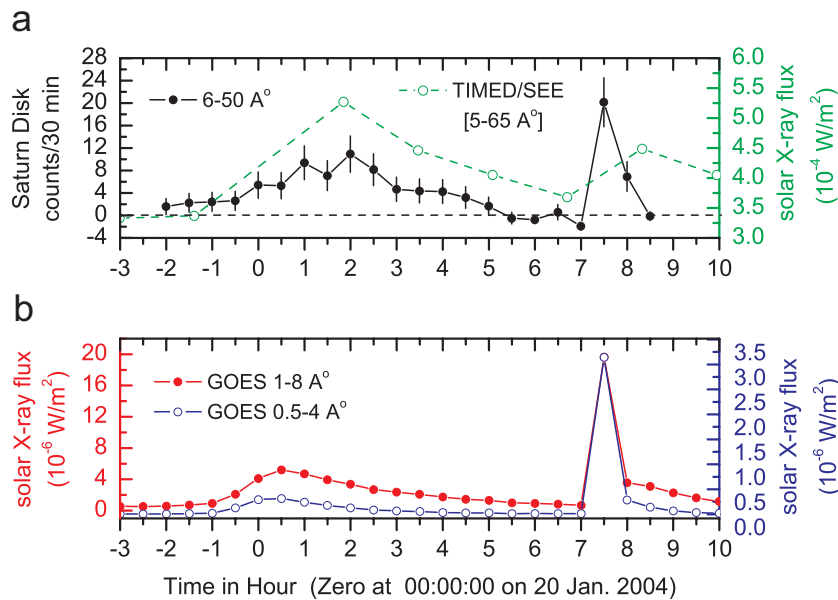 a
28
24
20
16
12
8
4
0
-4
Saturn Disk
counts/30 min
6-50 A°
TIMED/SEE
[5-65 A°]
6.0
5.5
5.0
4.5
4.0
3.5
3.0
solar X-ray flux
(10⁻⁴ W/m²)
-3 -2 -1 0 1 2 3 4 5 6 7 8 9 10
b
20
16
12
8
4
0
solar X-ray flux
(10⁻⁶ W/m²)
GOES 1-8 A°
GOES 0.5-4 A°
3.5
3.0
2.5
2.0
1.5
1.0
0.5
0.0
solar X-ray flux
(10⁻⁶ W/m²)
-3 -2 -1 0 1 2 3 4 5 6 7 8 9 10
Time in Hour (Zero at 00:00:00 on 20 Jan. 2004)